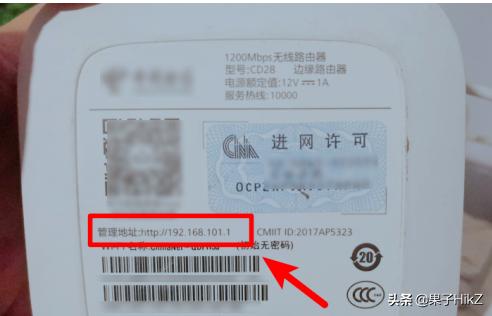 1200Mbps无线路由器
型号:CD28 边缘路由器
电源额定值:12V⎓1A
服务热线:10000
CNA 进网许可
管理地址:http://192.168.101.1 CMIIT ID:2017AP5323
(初始无密码)
20
CCC
头条 @果子HikZ